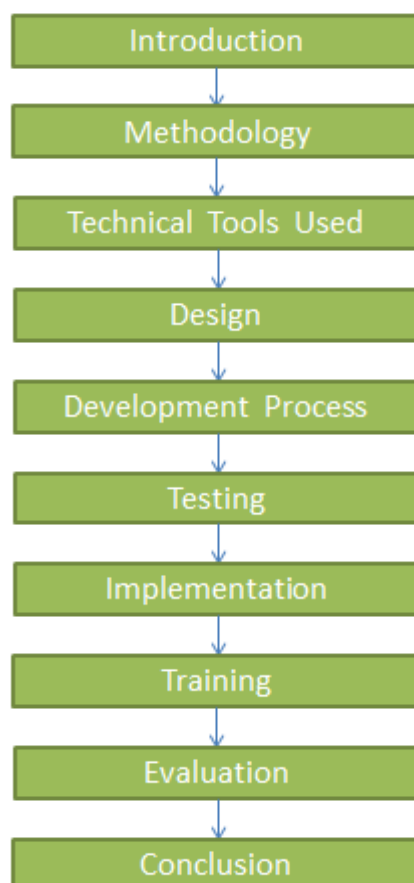 Introduction
Methodology
Technical Tools Used
Design
Development Process
Testing
Implementation
Training
Evaluation
Conclusion